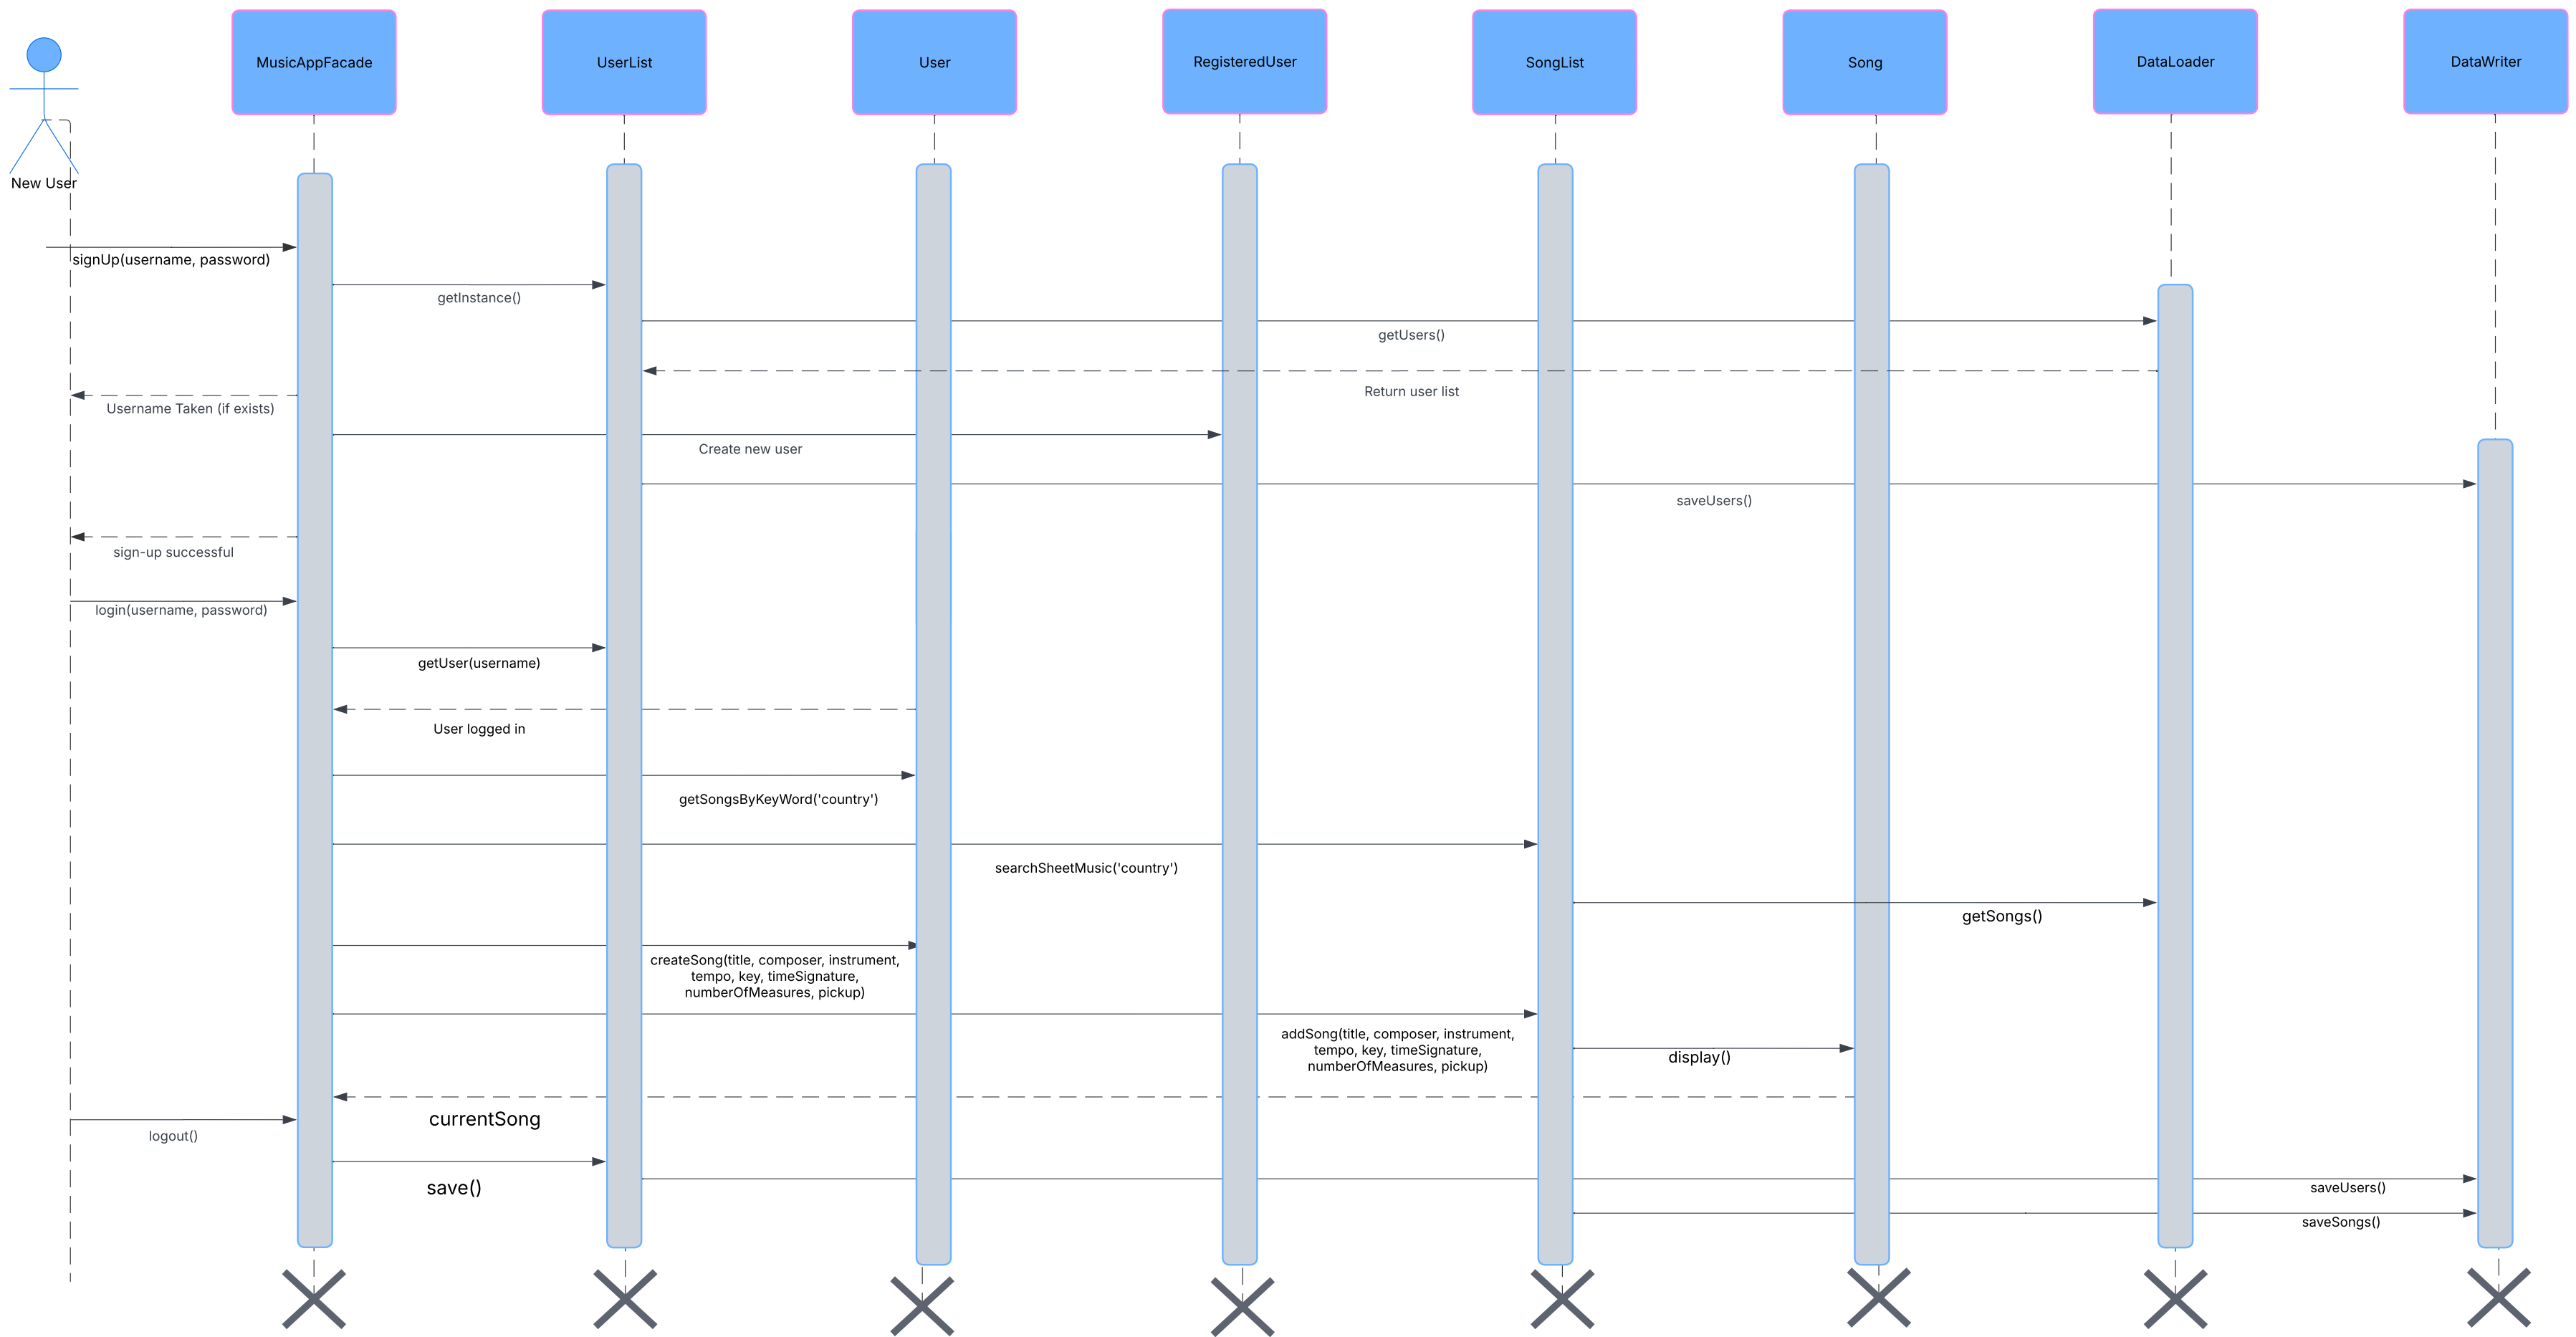 MusicAppFacade
UserList
User
RegisteredUser
SongList
Song
DataLoader
DataWriter
New User
signUp(username, password)
getInstance()
getUsers()
Return user list
Username Taken (if exists)
Create new user
saveUsers()
sign-up successful
login(username, password)
getUser(username)
User logged in
getSongsByKeyWord('country')
searchSheetMusic('country')
getSongs()
createSong(title, composer, instrument,
tempo, key, timeSignature,
numberOfMeasures, pickup)
addSong(title, composer, instrument,
tempo, key, timeSignature,
numberOfMeasures, pickup)
display()
currentSong
logout()
save()
saveUsers()
saveSongs()